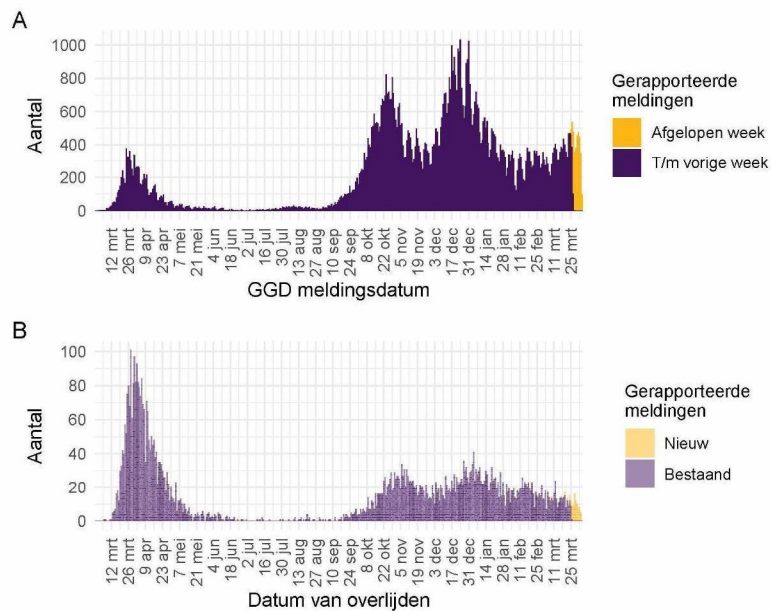 A
Aantal
1000
800
600
400
200
0
12 mrt
26 mrt
9 apr
23 apr
7 mei
21 mei
4 jun
18 jun
2 jul
16 jul
30 jul
13 aug
27 aug
10 sep
24 sep
8 okt
22 okt
5 nov
19 nov
3 dec
17 dec
31 dec
14 jan
28 jan
11 feb
25 feb
11 mrt
25 mrt
GGD meldingsdatum
Gerapporteerde
meldingen
Afgelopen week
T/m vorige week
B
Aantal
100
80
60
40
20
0
12 mrt
26 mrt
9 apr
23 apr
7 mei
21 mei
4 jun
18 jun
2 jul
16 jul
30 jul
13 aug
27 aug
10 sep
24 sep
8 okt
22 okt
5 nov
19 nov
3 dec
17 dec
31 dec
14 jan
28 jan
11 feb
25 feb
11 mrt
25 mrt
Datum van overlijden
Gerapporteerde
meldingen
Nieuw
Bestaand